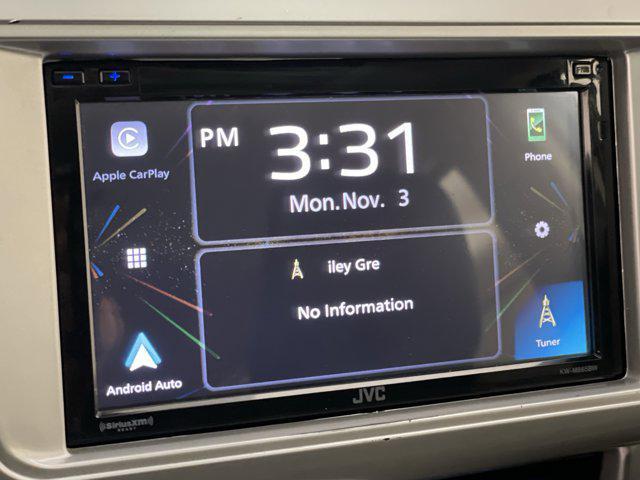 Apple CarPlay
PM 3:31
Mon.Nov. 3
Phone
iley Gre
No Information
Android Auto
Tuner
JVC
KW-M865BW
SiriusXM
READY